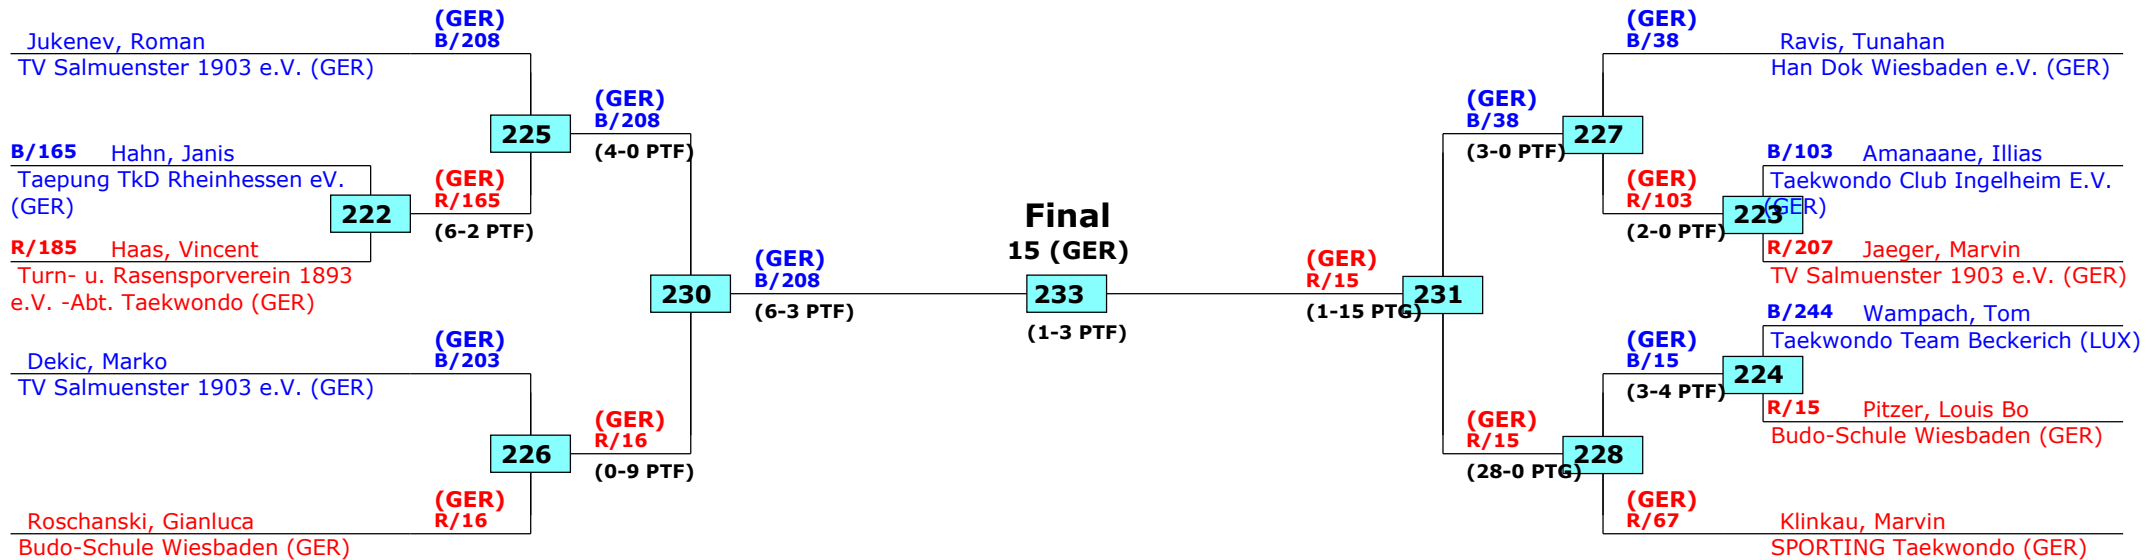 (GER)
B/208
Jukenev, Roman
TV Salmuenster 1903 e.V. (GER)
B/165 Hahn, Janis
Taepung TkD Rheinhessen eV.
(GER)
R/185 Haas, Vincent
Turn- u. Rasensporverein 1893
e.V. -Abt. Taekwondo (GER)
222
(GER)
R/165
(6-2 PTF)
225
(GER)
B/208
(4-0 PTF)
(GER)
B/203
Dekic, Marko
TV Salmuenster 1903 e.V. (GER)
226
(GER)
R/16
(0-9 PTF)
(GER)
R/16
Roschanski, Gianluca
Budo-Schule Wiesbaden (GER)
230
(GER)
B/208
(6-3 PTF)
Final
15 (GER)
233
(1-3 PTF)
(GER)
R/15
(1-15 PTG)
231
(GER)
B/38
(3-0 PTF)
227
(GER)
B/38
Ravis, Tunahan
Han Dok Wiesbaden e.V. (GER)
(GER)
R/103
(2-0 PTF)
223
B/103 Amanaane, Illias
Taekwondo Club Ingelheim E.V.
(GER)
R/207 Jaeger, Marvin
TV Salmuenster 1903 e.V. (GER)
B/244 Wampach, Tom
Taekwondo Team Beckerich (LUX)
(GER)
B/15
(3-4 PTF)
224
R/15 Pitzer, Louis Bo
Budo-Schule Wiesbaden (GER)
(GER)
R/15
(28-0 PTG)
228
(GER)
R/67
Klinkau, Marvin
SPORTING Taekwondo (GER)